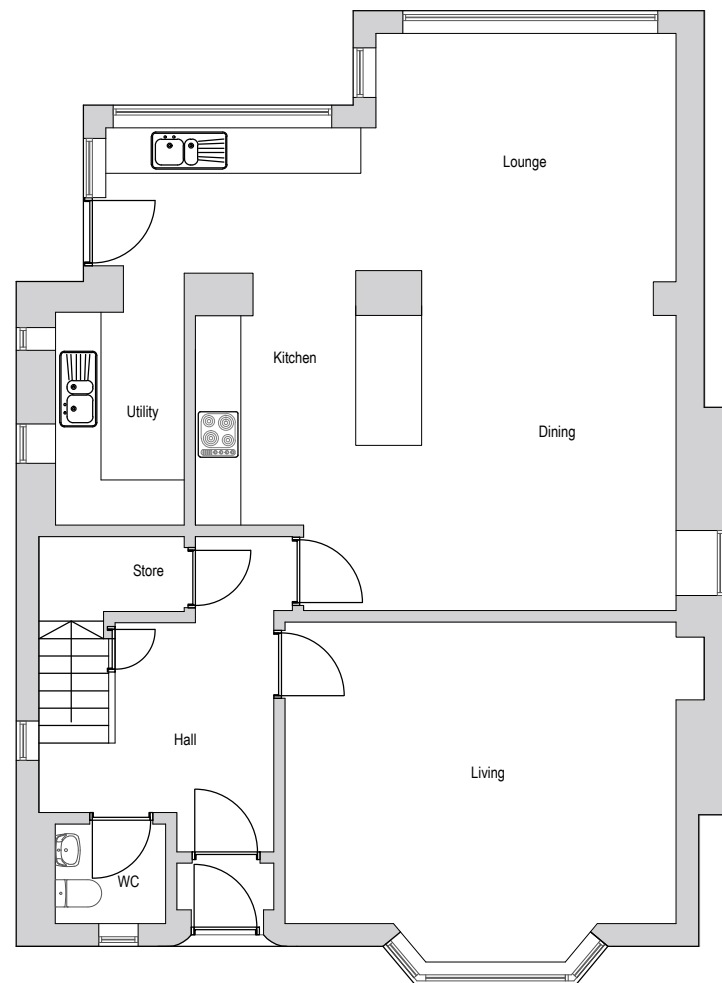 Lounge
Kitchen
Utility
Dining
Store
Hall
Living
WC